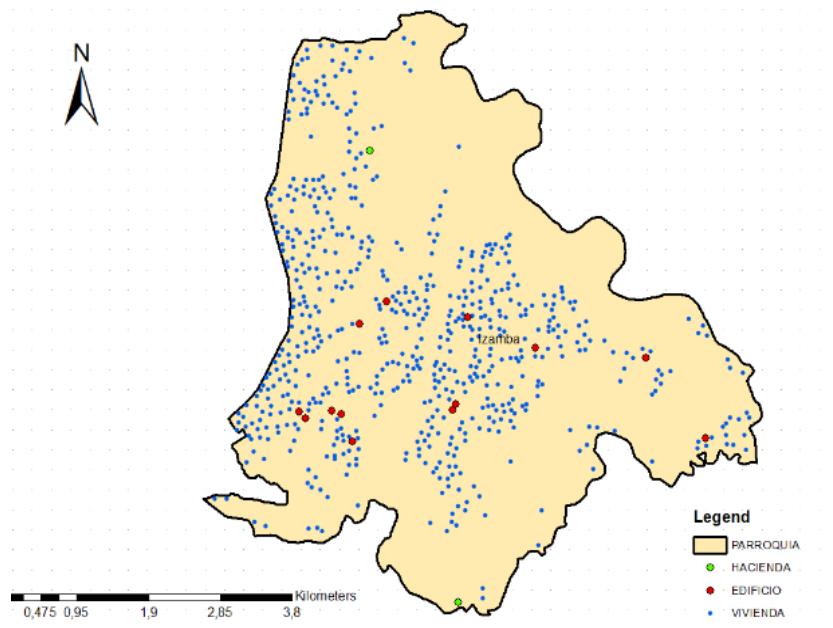 N
Izamba
Legend
PARROQUIA
HACIENDA
EDIFICIO
VIVIENDA
Kilometers
0,475 0,95 1,9 2,85 3,8